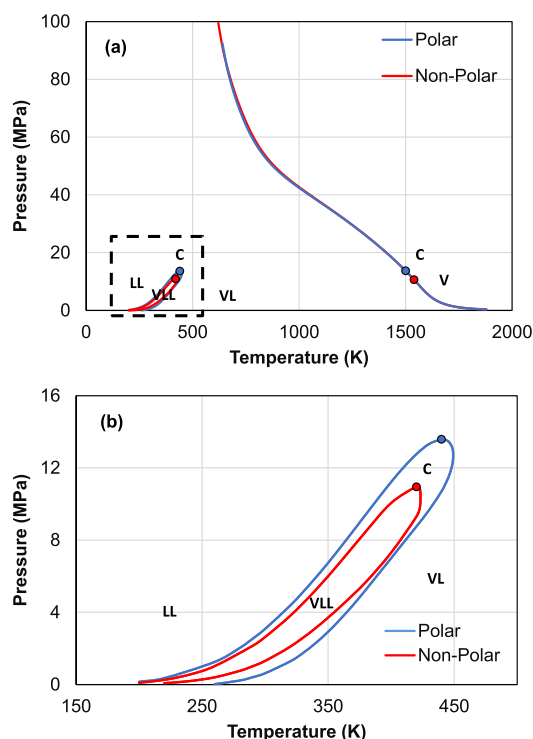 (a)
Polar
Non-Polar
Pressure (MPa)
100
80
60
40
20
0
C
LL
VLL
VL
C
V
0
500
1000
1500
2000
Temperature (K)
(b)
Pressure (MPa)
16
12
8
4
0
C
VL
LL
VLL
Polar
Non-Polar
150
250
350
450
Temperature (K)